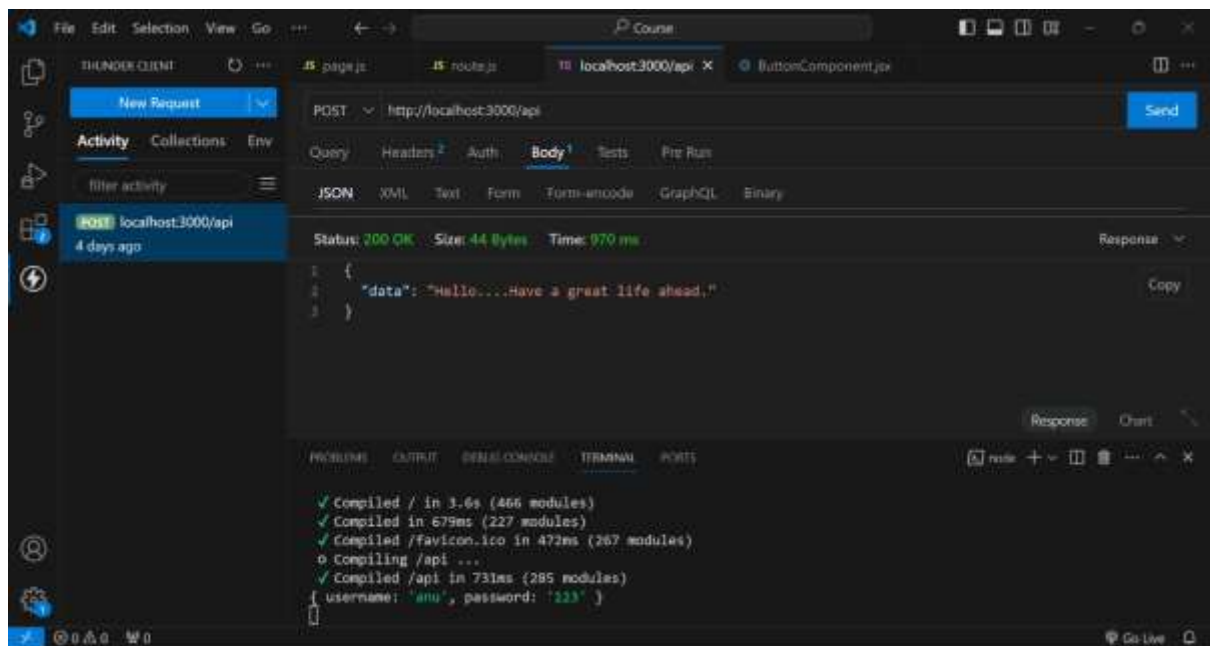 File Edit Selection View Go ... Course
THUNDER CLIENT ...
JS page.js JS route.js TC localhost:3000/api × ButtonComponent.jsx ...
New Request
POST http://localhost:3000/api Send
Activity Collections Env
Query Headers 2 Auth Body 1 Tests Pre Run
filter activity
JSON XML Text Form Form-encode GraphQL Binary
POST localhost:3000/api
4 days ago
Status: 200 OK Size: 44 Bytes Time: 970 ms Response
1 {
2 "data": "Hello....Have a great life ahead."
3 }
Copy
Response Chart
PROBLEMS OUTPUT DEBUG CONSOLE TERMINAL PORTS node
✓ Compiled / in 3.6s (466 modules)
✓ Compiled in 679ms (227 modules)
✓ Compiled /favicon.ico in 472ms (267 modules)
○ Compiling /api ...
✓ Compiled /api in 731ms (285 modules)
{ username: 'anu', password: '123' }
0 0 0 Go Live